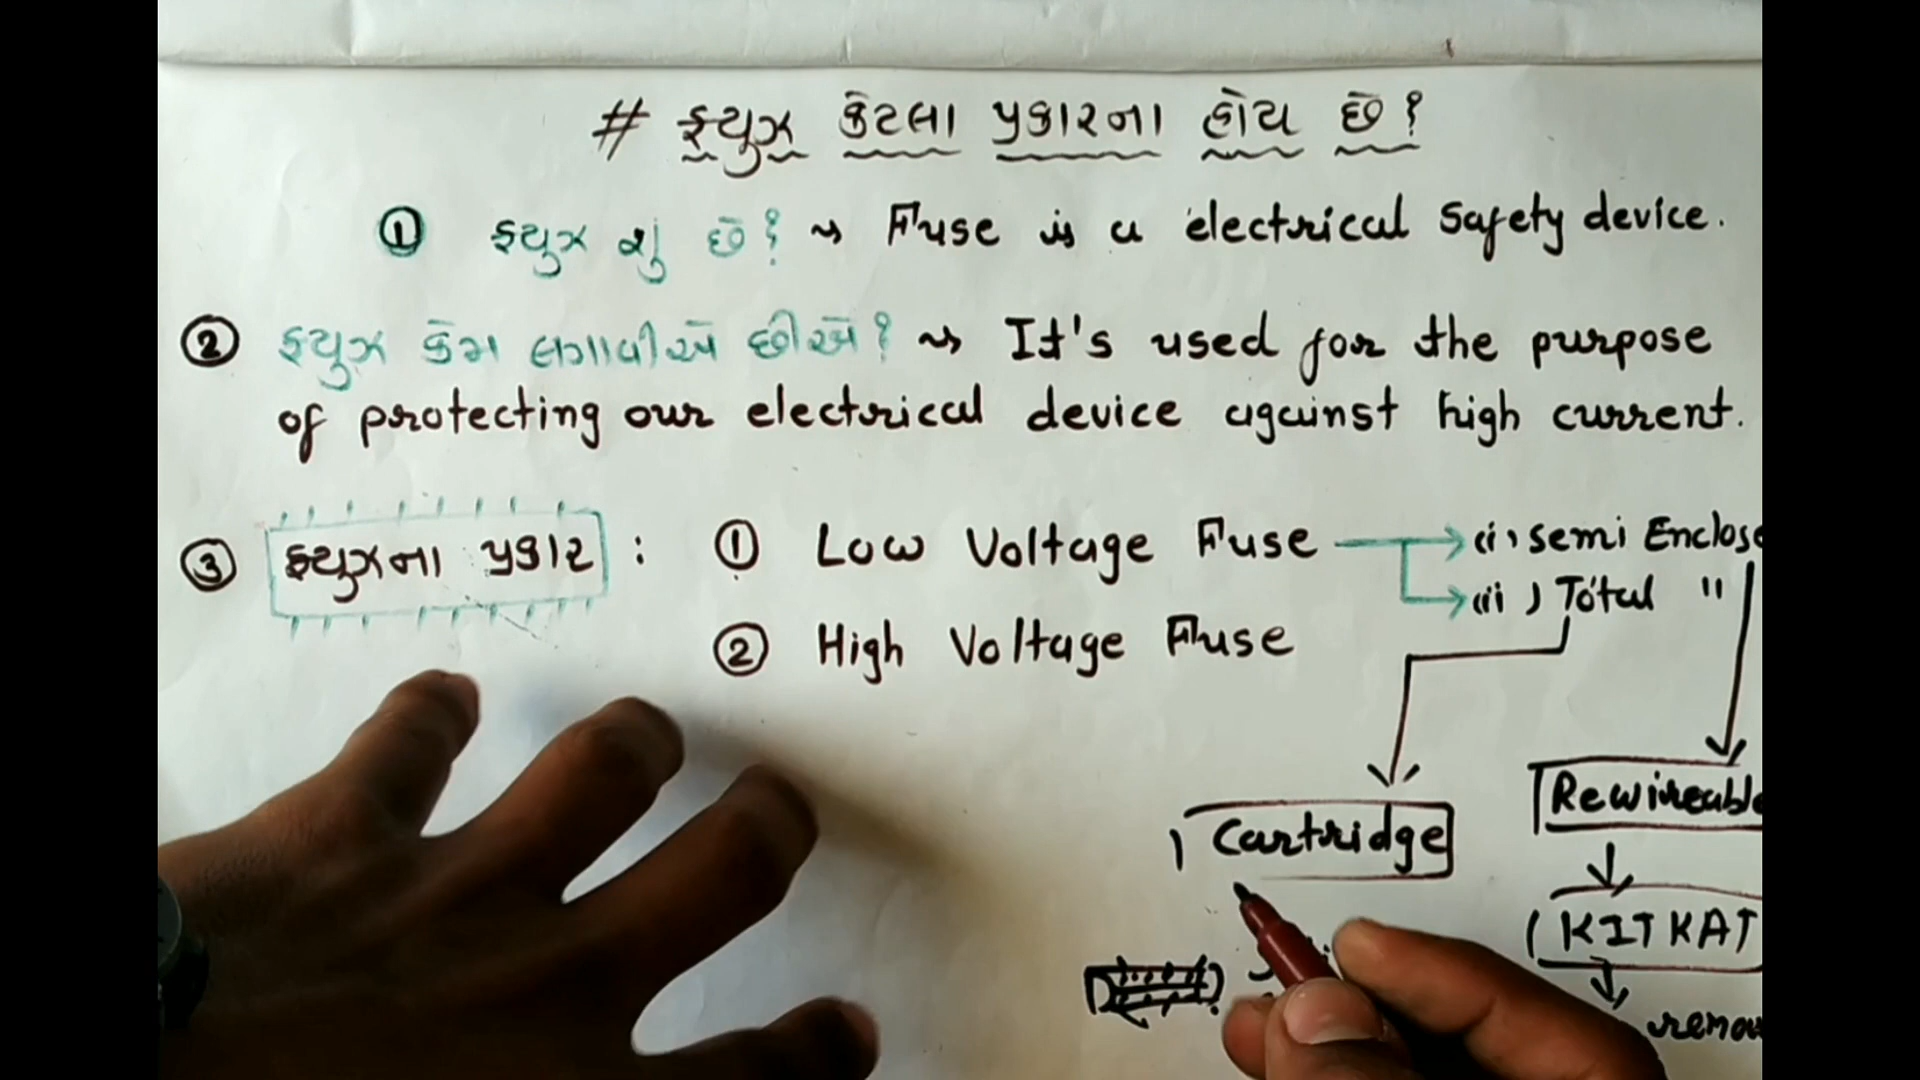 # ફ્યુઝ કેટલા પ્રકારના હોય છે?
① ફ્યુઝ શું છે? → Fuse is a electrical safety device.
② ફ્યુઝ કેમ લગાવીએ છીએ? → It's used for the purpose
of protecting our electrical device against high current.
③ ફ્યુઝના પ્રકાર : ① Low Voltage Fuse → (i) semi Enclose
→ (ii) Total "
② High Voltage Fuse
Cartridge
Rewireable
(KITKAT
remov